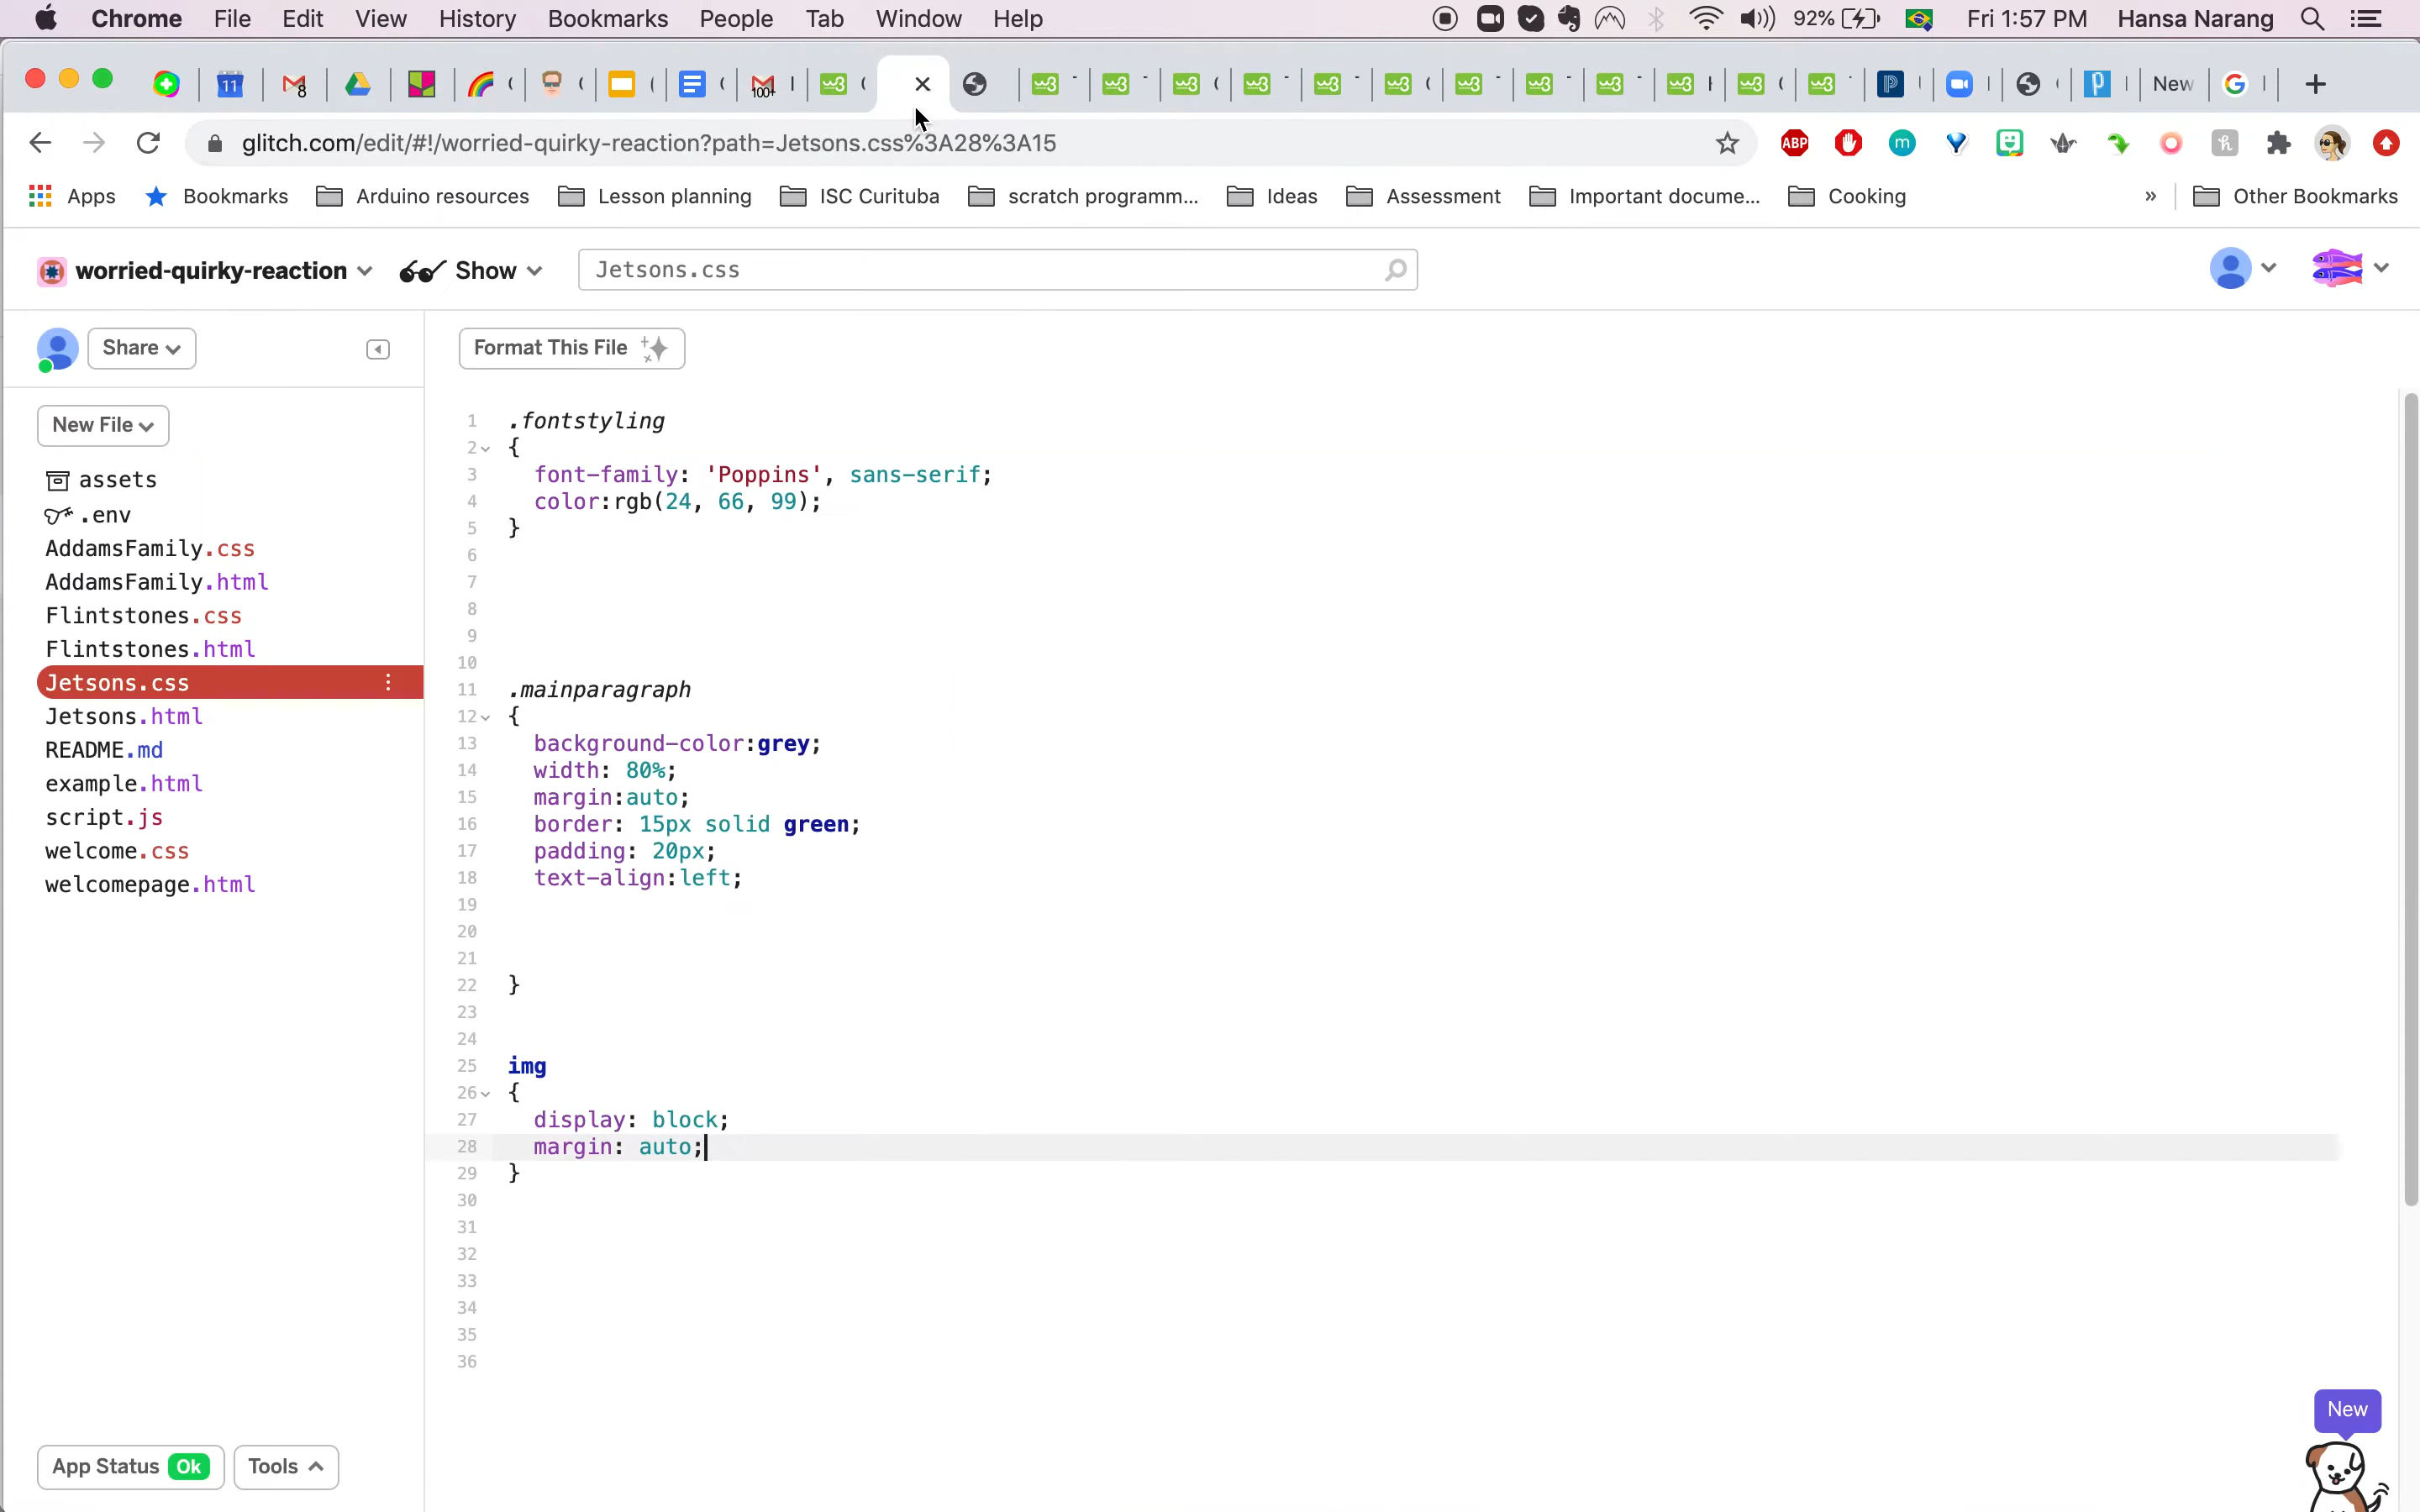 Chrome File Edit View History Bookmarks People Tab Window Help 92% Fri 1:57 PM Hansa Narang
11 8 100+ New
glitch.com/edit/#!/worried-quirky-reaction?path=Jetsons.css%3A28%3A15 ABP m
Apps Bookmarks Arduino resources Lesson planning ISC Curituba scratch programm... Ideas Assessment Important docume... Cooking » Other Bookmarks
worried-quirky-reaction Show Jetsons.css
Share Format This File
New File
assets
.env
AddamsFamily.css
AddamsFamily.html
Flintstones.css
Flintstones.html
Jetsons.css
Jetsons.html
README.md
example.html
script.js
welcome.css
welcomepage.html
1 .fontstyling
2 {
3 font-family: 'Poppins', sans-serif;
4 color:rgb(24, 66, 99);
5 }
6
7
8
9
10
11 .mainparagraph
12 {
13 background-color:grey;
14 width: 80%;
15 margin:auto;
16 border: 15px solid green;
17 padding: 20px;
18 text-align:left;
19
20
21
22 }
23
24
25 img
26 {
27 display: block;
28 margin: auto;
29 }
30
31
32
33
34
35
36
New
App Status Ok Tools